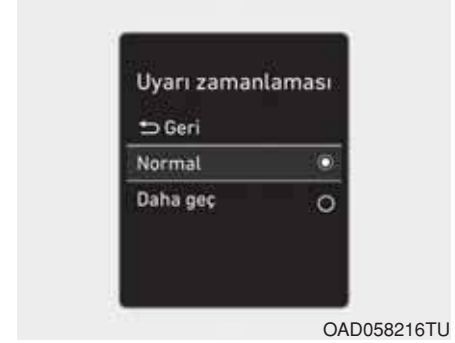 Uyarı zamanlaması
Geri
Normal
Daha geç
OAD058216TU